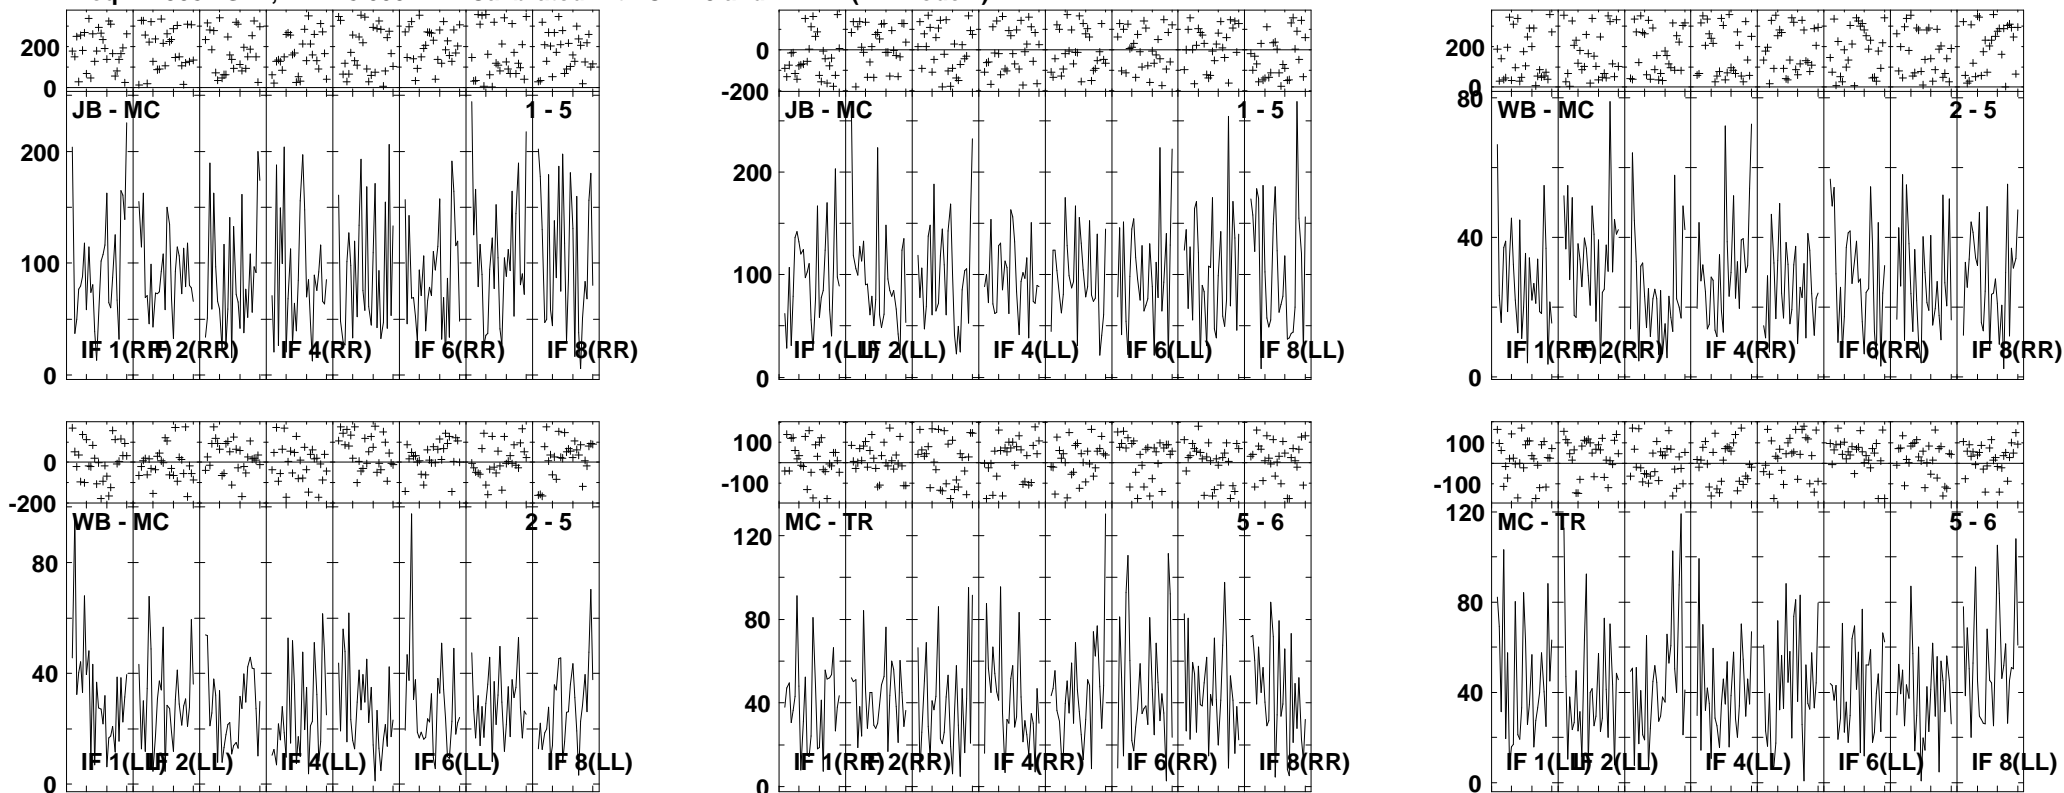 200
0
JB - MC 1 - 5
200
100
0
IF 1(RR) IF 2(RR) IF 4(RR) IF 6(RR) IF 8(RR)
0
-200
JB - MC 1 - 5
200
100
0
IF 1(LL) IF 2(LL) IF 4(LL) IF 6(LL) IF 8(LL)
200
0
80
WB - MC 2 - 5
40
0
IF 1(RR) IF 2(RR) IF 4(RR) IF 6(RR) IF 8(RR)
0
-200
WB - MC 2 - 5
80
40
0
IF 1(LL) IF 2(LL) IF 4(LL) IF 6(LL) IF 8(LL)
100
-100
MC - TR 5 - 6
120
80
40
0
IF 1(RR) IF 2(RR) IF 4(RR) IF 6(RR) IF 8(RR)
100
-100
120
MC - TR 5 - 6
80
40
0
IF 1(LL) IF 2(LL) IF 4(LL) IF 6(LL) IF 8(LL)